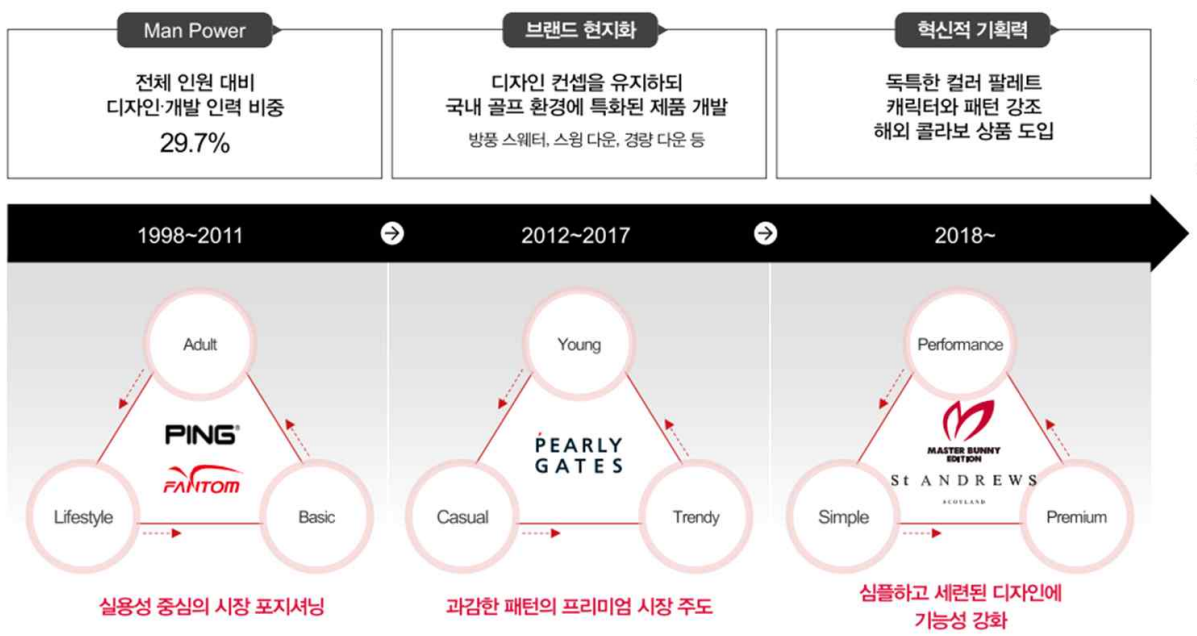 Man Power
전체 인원 대비
디자인·개발 인력 비중
29.7%
브랜드 현지화
디자인 컨셉을 유지하되
국내 골프 환경에 특화된 제품 개발
방풍 스웨터, 스윙 다운, 경량 다운 등
혁신적 기획력
독특한 컬러 팔레트
캐릭터와 패턴 강조
해외 콜라보 상품 도입
1998~2011
2012~2017
2018~
Adult
PING
FANTOM
Lifestyle
Basic
실용성 중심의 시장 포지셔닝
Young
PEARLY
GATES
Casual
Trendy
과감한 패턴의 프리미엄 시장 주도
Performance
MASTER BUNNY
EDITION
St ANDREWS
SCOTLAND
Simple
Premium
심플하고 세련된 디자인에
기능성 강화